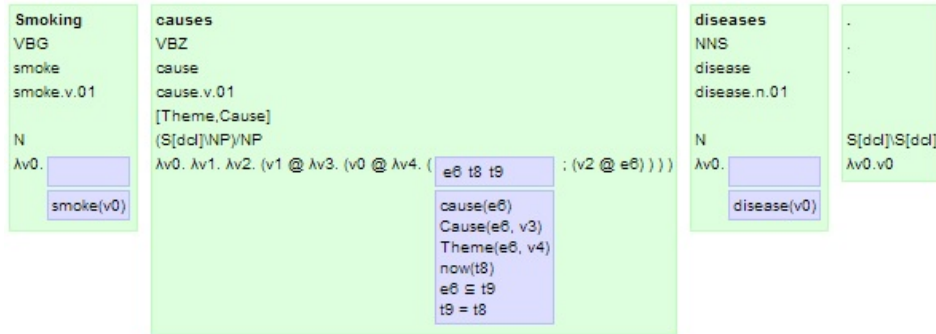 Smoking
VBG
smoke
smoke.v.01
N
λv0.
smoke(v0)
causes
VBZ
cause
cause.v.01
[Theme,Cause]
(S[dcl]\NP)/NP
λv0. λv1. λv2. (v1 @ λv3. (v0 @ λv4. ( e6 t8 t9 ; (v2 @ e6) ) ) )
cause(e6)
Cause(e6, v3)
Theme(e6, v4)
now(t8)
e6 ⊆ t9
t9 = t8
diseases
NNS
disease
disease.n.01
N
λv0.
disease(v0)
.
.
.
S[dcl]\S[dcl]
λv0.v0